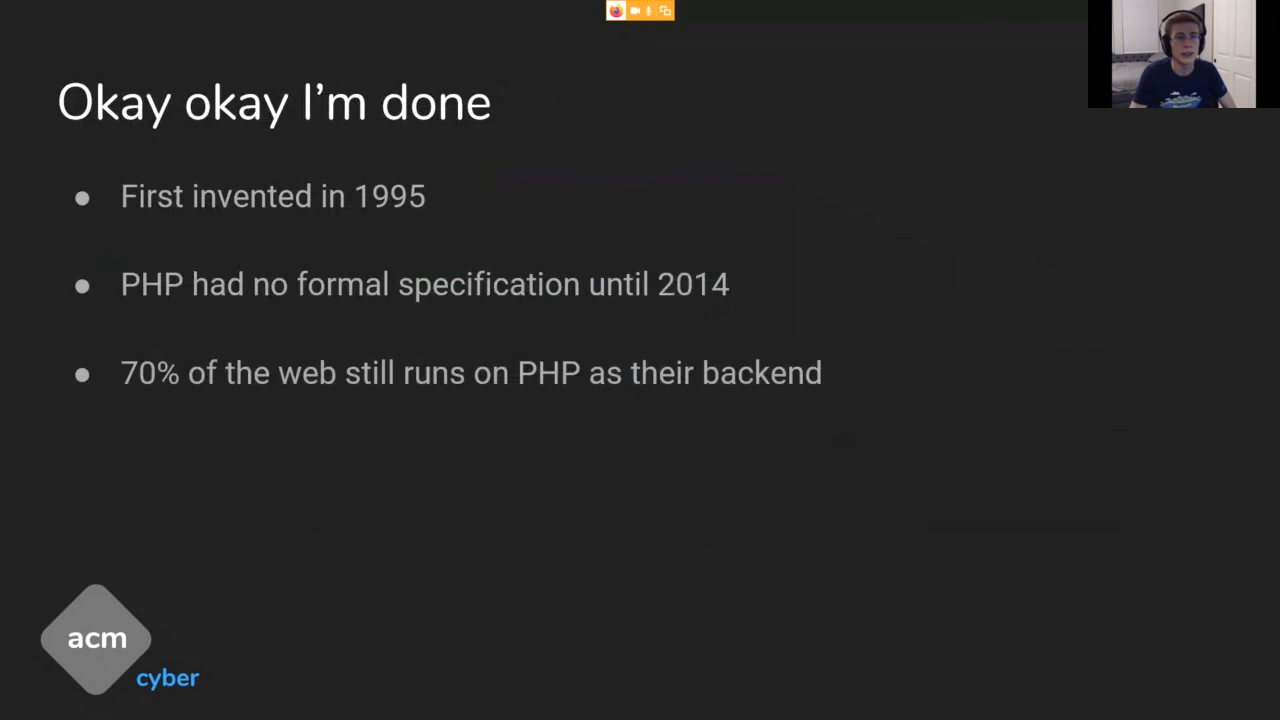 Okay okay I’m done
● First invented in 1995
● PHP had no formal specification until 2014
● 70% of the web still runs on PHP as their backend
acm
cyber